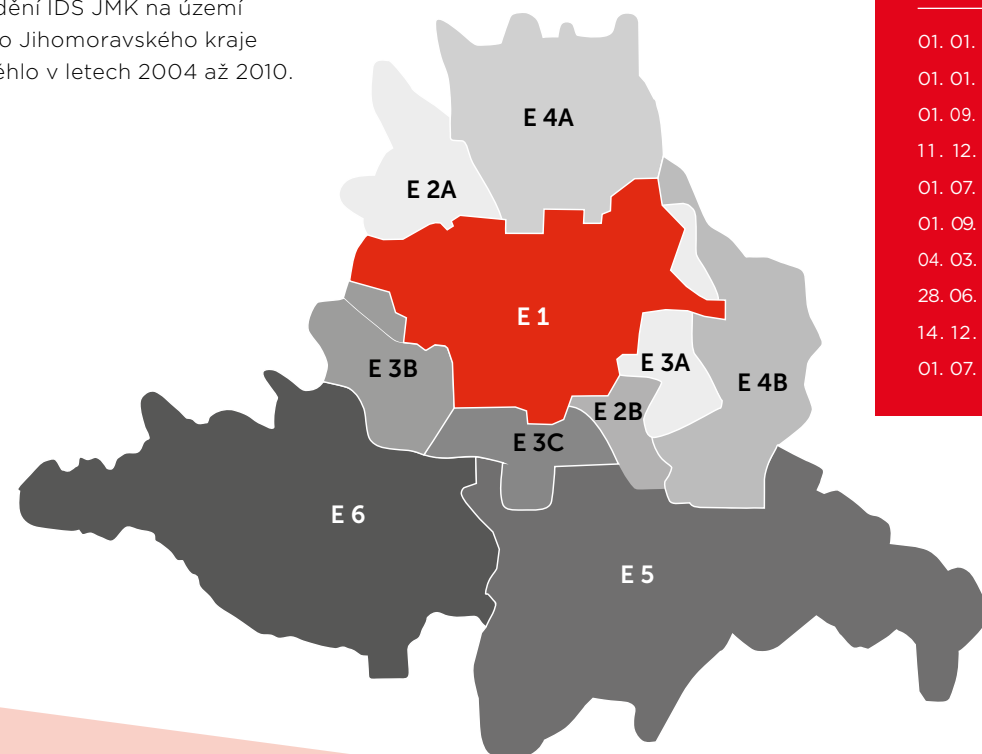 dění IDS JMK na území
o Jihomoravského kraje
ěhlo v letech 2004 až 2010.
01. 01.
01. 01.
01. 09.
11. 12.
01. 07.
01. 09.
04. 03.
28. 06.
14. 12.
01. 07.
E 4A
E 2A
E 1
E 3A
E 3B
E 4B
E 2B
E 3C
E 6
E 5